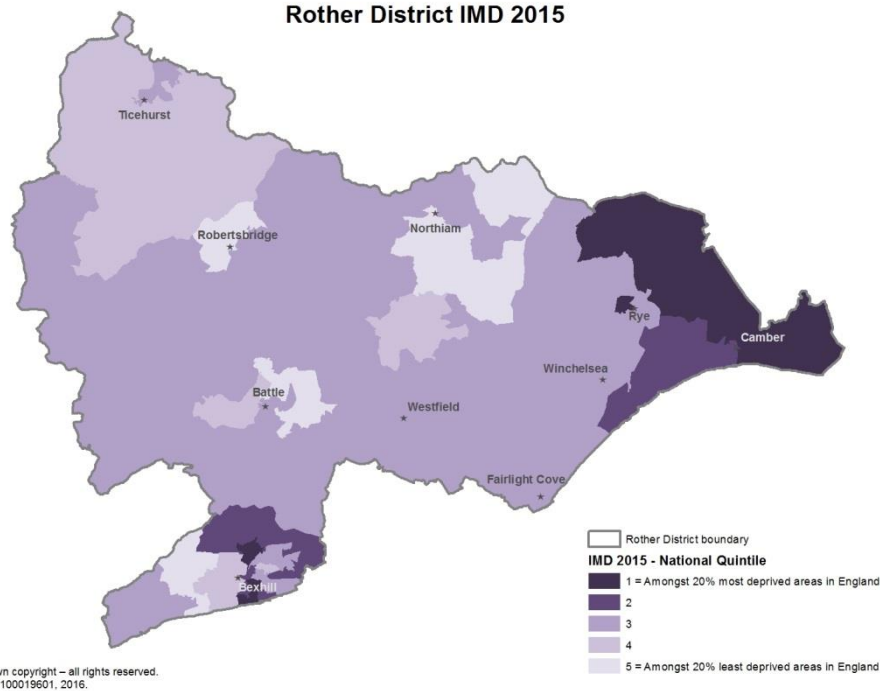 Rother District IMD 2015
Ticehurst
Robertsbridge
Northiam
Rye
Camber
Winchelsea
Battle
Westfield
Fairlight Cove
Bexhill
Rother District boundary
IMD 2015 - National Quintile
1 = Amongst 20% most deprived areas in England
2
3
4
5 = Amongst 20% least deprived areas in England
copyright – all rights reserved.
100019601, 2016.